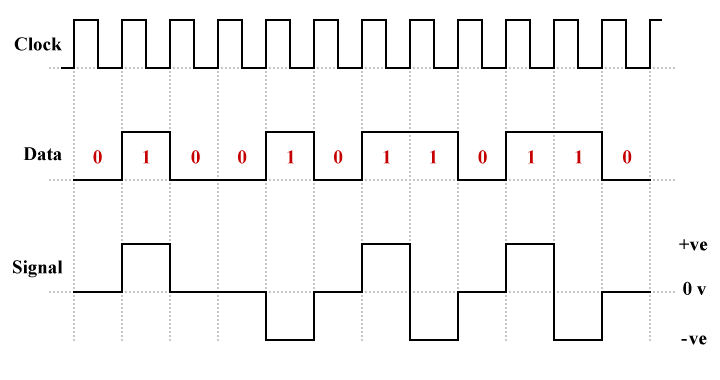 Clock
Data 0 1 0 0 1 0 1 1 0 1 1 0
+ve
Signal
0 v
-ve